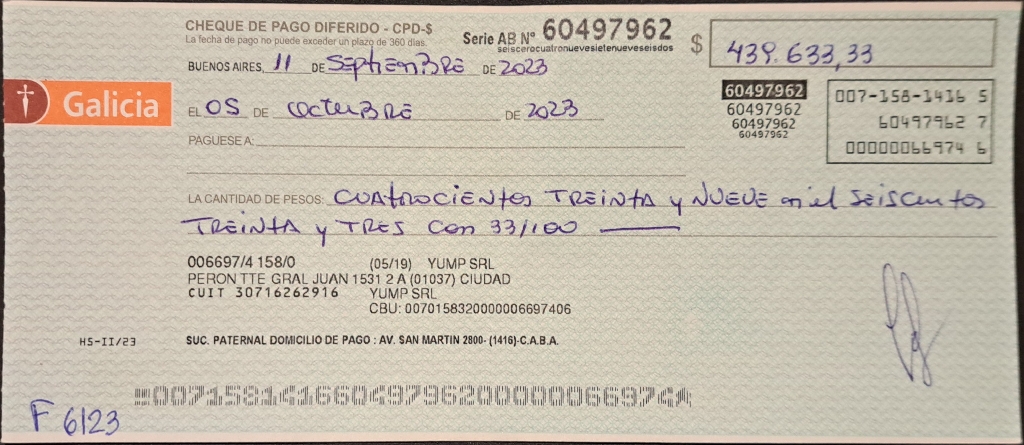 CHEQUE DE PAGO DIFERIDO - CPD-$
La fecha de pago no puede exceder un plazo de 360 días.
Serie AB Nº 60497962
seiscerocuatronuevesietenueveseisdos
$ 439.633,33
BUENOS AIRES, 11 DE SEPtiEMBRE DE 2023
Galicia
EL 05 DE OCtUBRE DE 2023
60497962
60497962
60497962
60497962
007-158-1416 5
60497962 7
00000066974 6
PAGUESE A:
LA CANTIDAD DE PESOS: CUAtROCIENtos TREINtA y NUEVE mil SEIScientos
TREINtA y TRES Con 33/100
006697/4 158/0 (05/19) YUMP SRL
PERON TTE GRAL JUAN 1531 2 A (01037) CIUDAD
CUIT 30716262916 YUMP SRL
CBU: 0070158320000006697406
HS-II/23
SUC. PATERNAL DOMICILIO DE PAGO : AV. SAN MARTIN 2800- (1416)-C.A.B.A.
00715814166049796200000066974
F 6123